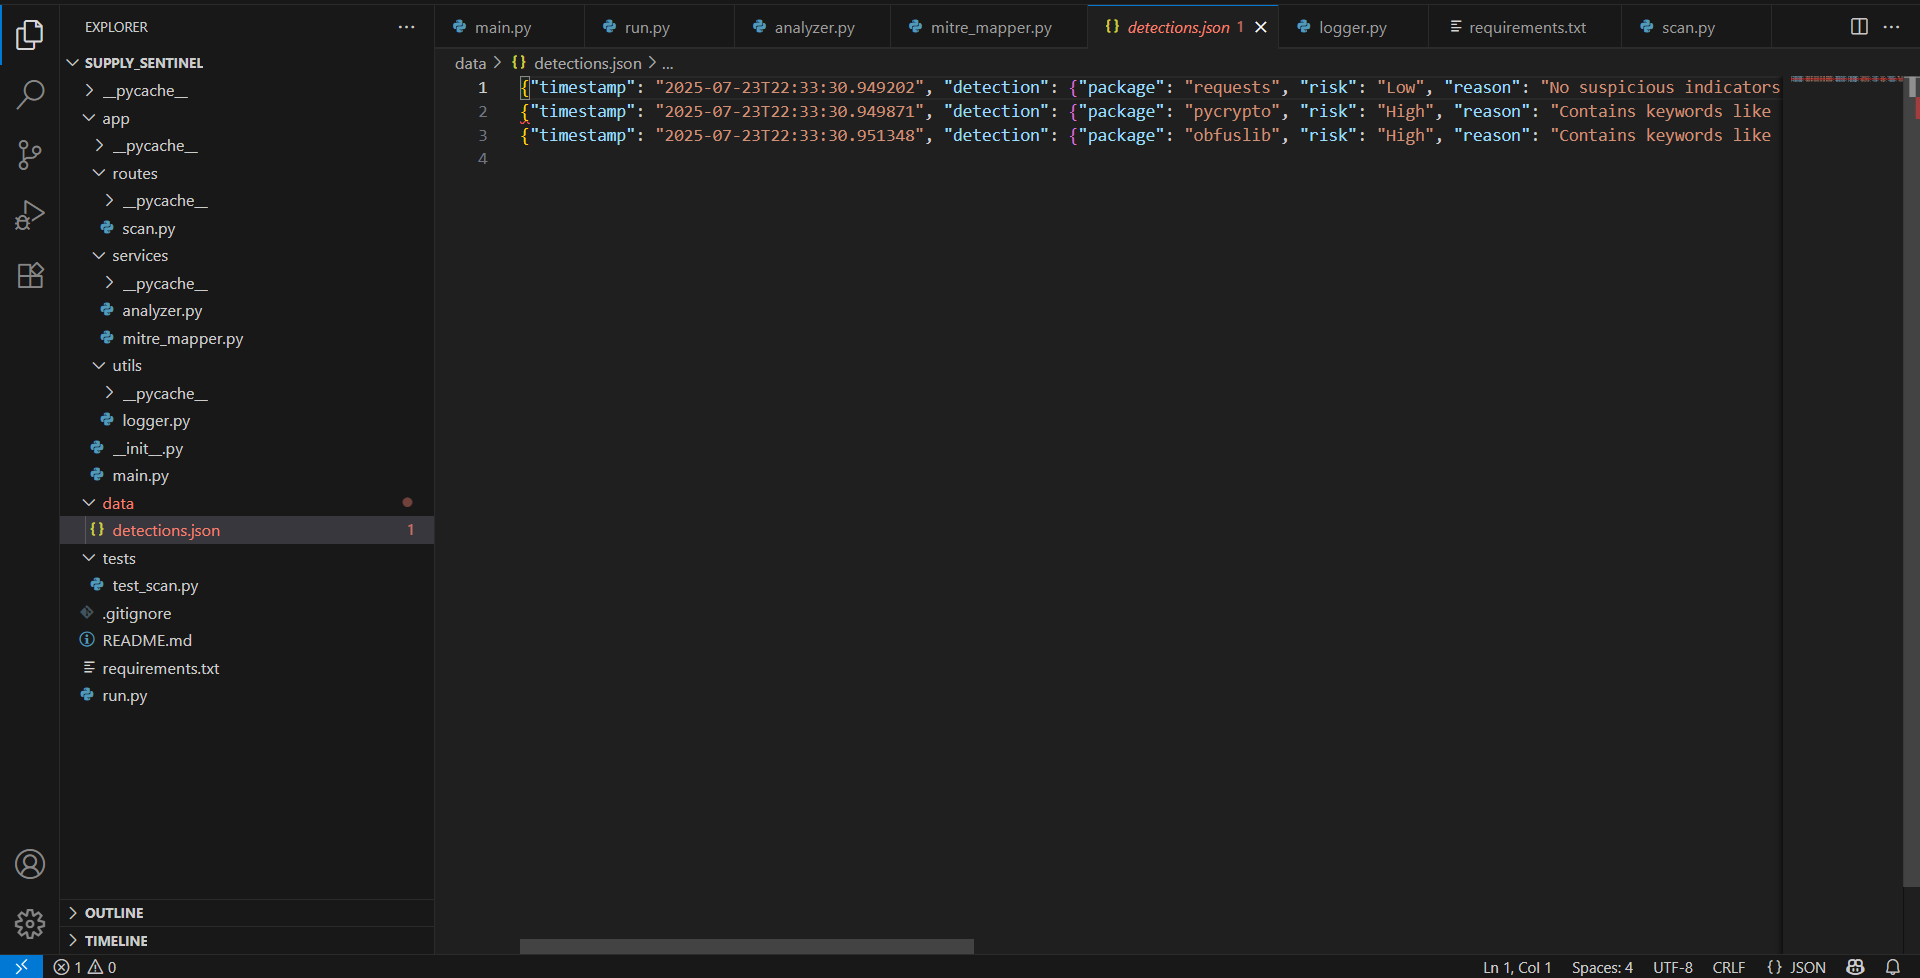 EXPLORER
SUPPLY_SENTINEL
__pycache__
app
__pycache__
routes
__pycache__
scan.py
services
__pycache__
analyzer.py
mitre_mapper.py
utils
__pycache__
logger.py
__init__.py
main.py
data
detections.json 1
tests
test_scan.py
.gitignore
README.md
requirements.txt
run.py
OUTLINE
TIMELINE
main.py run.py analyzer.py mitre_mapper.py {} detections.json 1 logger.py requirements.txt scan.py
data > {} detections.json > ...
1 {"timestamp": "2025-07-23T22:33:30.949202", "detection": {"package": "requests", "risk": "Low", "reason": "No suspicious indicators
2 {"timestamp": "2025-07-23T22:33:30.949871", "detection": {"package": "pycrypto", "risk": "High", "reason": "Contains keywords like
3 {"timestamp": "2025-07-23T22:33:30.951348", "detection": {"package": "obfuslib", "risk": "High", "reason": "Contains keywords like
4
1 0 Ln 1, Col 1 Spaces: 4 UTF-8 CRLF {} JSON